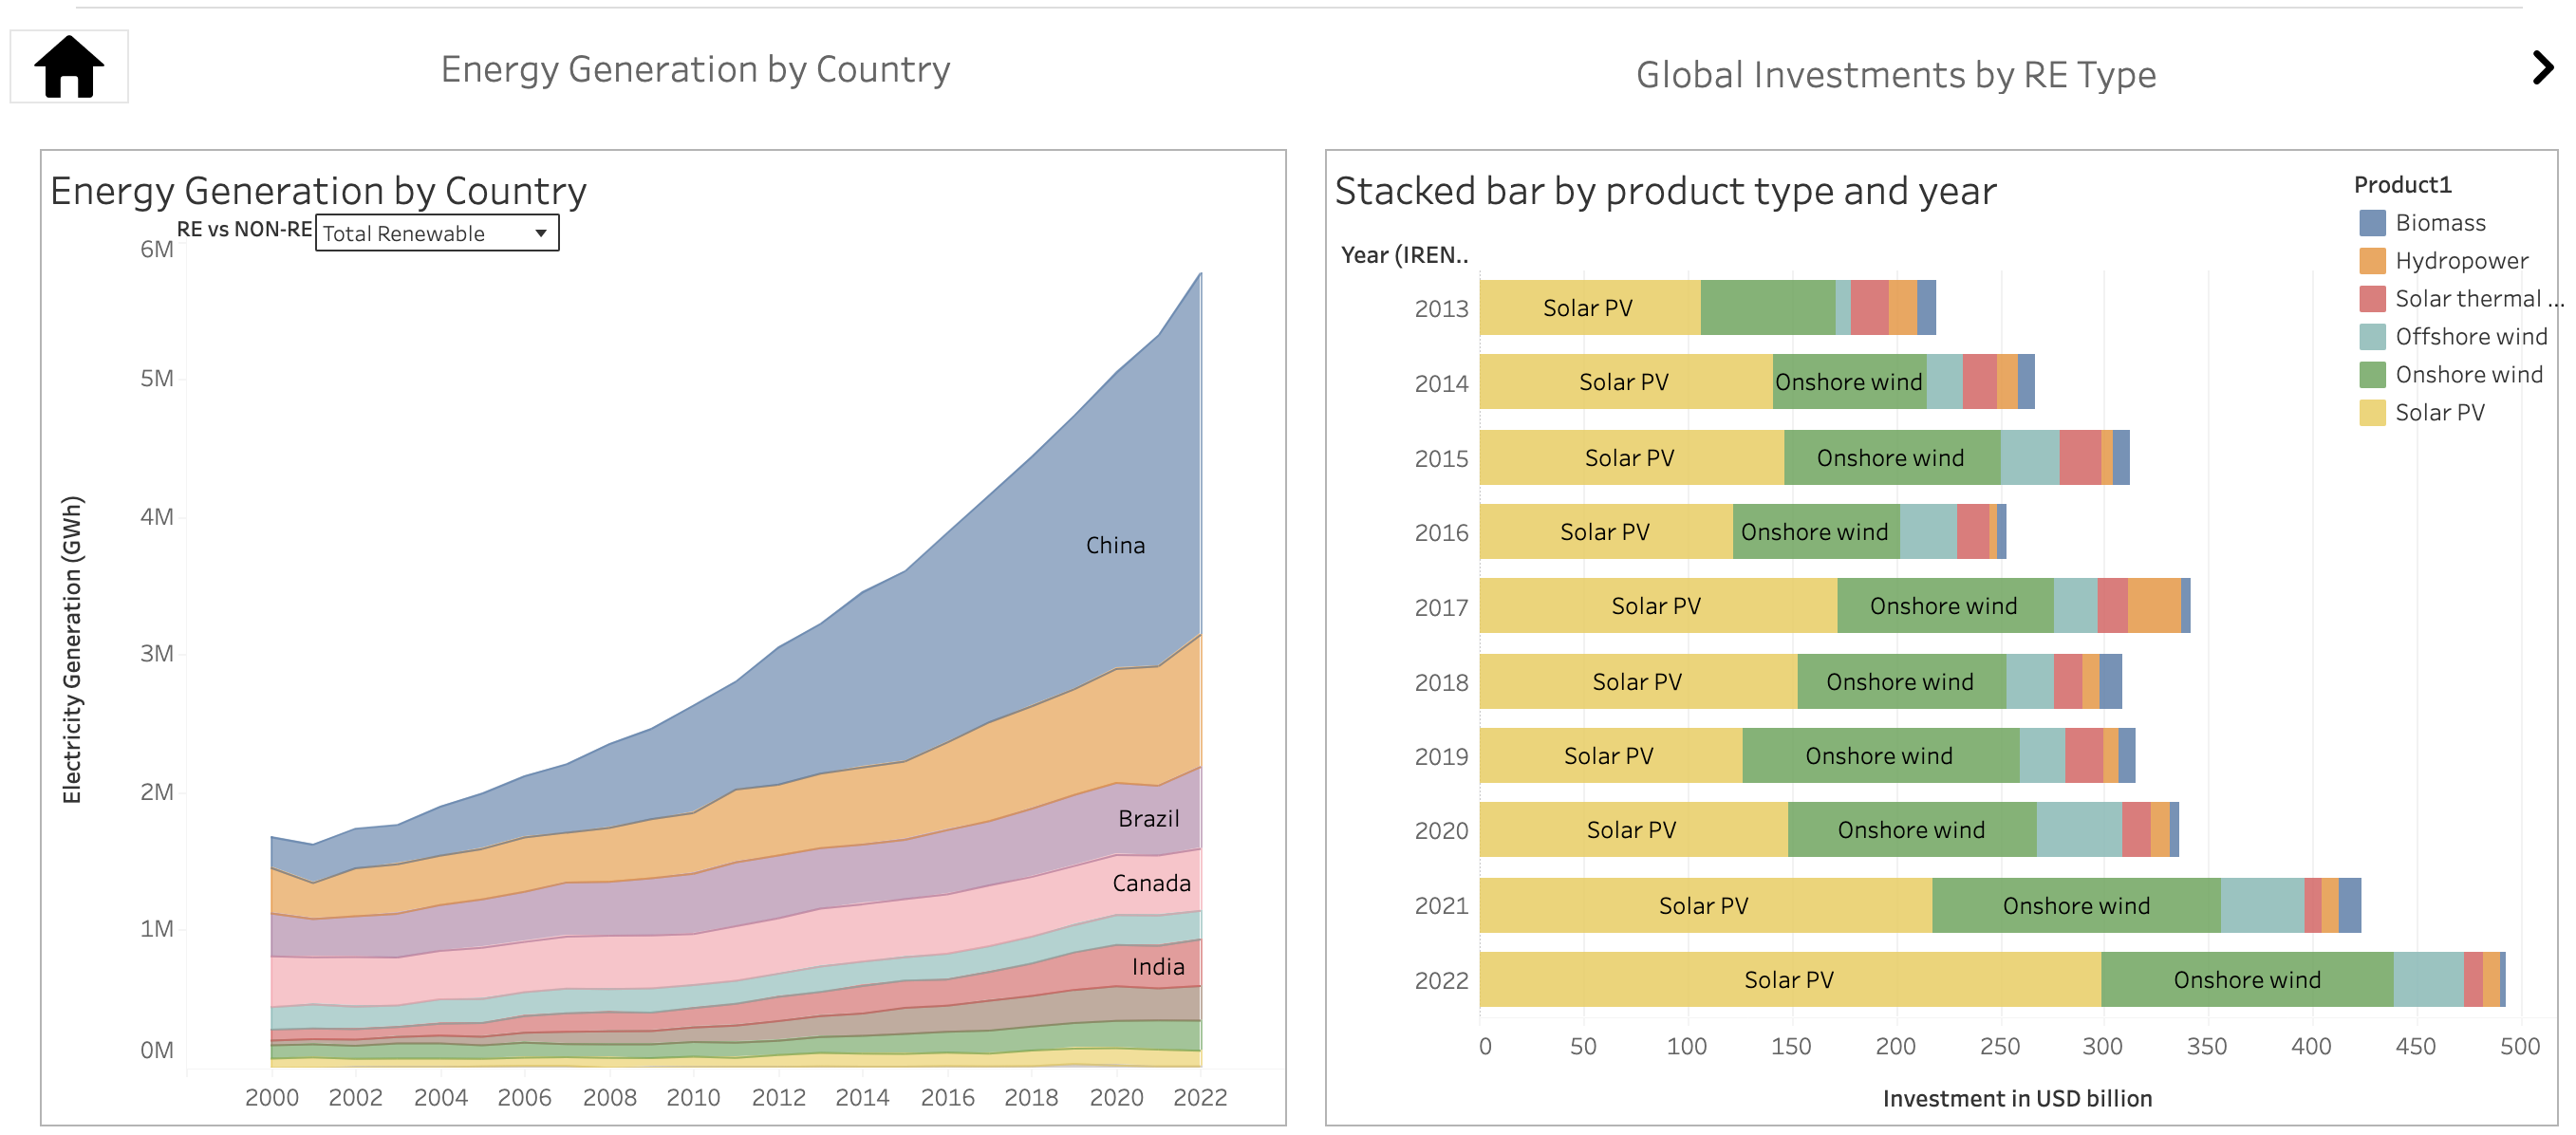 Energy Generation by Country
Global Investments by RE Type
Energy Generation by Country
RE vs NON-RE Total Renewable
6M
5M
4M
3M
2M
1M
0M
Electricity Generation (GWh)
China
Brazil
Canada
India
2000 2002 2004 2006 2008 2010 2012 2014 2016 2018 2020 2022
Stacked bar by product type and year
Product1
Biomass
Hydropower
Solar thermal ...
Offshore wind
Onshore wind
Solar PV
Year (IREN..
2013 Solar PV
2014 Solar PV Onshore wind
2015 Solar PV Onshore wind
2016 Solar PV Onshore wind
2017 Solar PV Onshore wind
2018 Solar PV Onshore wind
2019 Solar PV Onshore wind
2020 Solar PV Onshore wind
2021 Solar PV Onshore wind
2022 Solar PV Onshore wind
0 50 100 150 200 250 300 350 400 450 500
Investment in USD billion